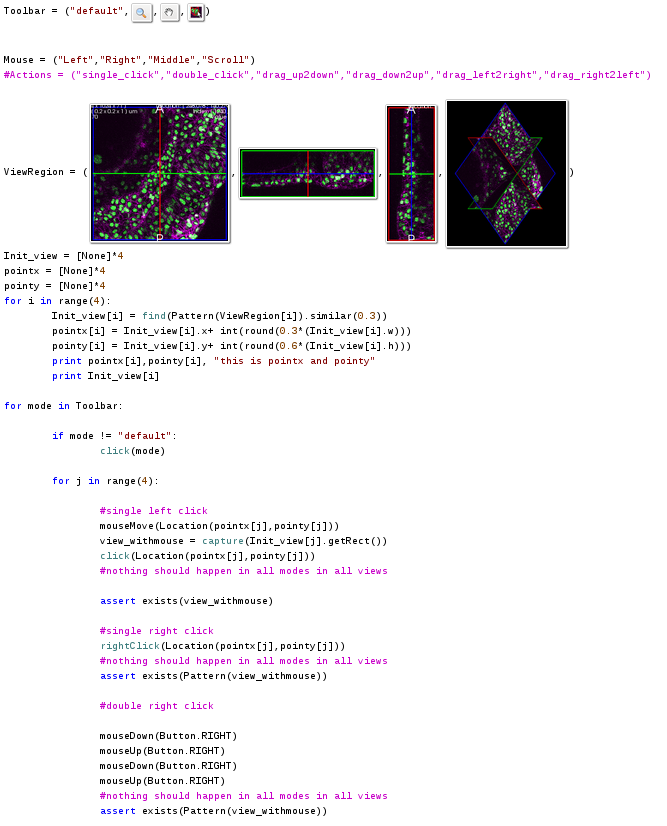 Toolbar = ("default", , , )
Mouse = ("Left","Right","Middle","Scroll")
#Actions = ("single_click","double_click","drag_up2down","drag_down2up","drag_left2right","drag_right2left")
A
A
ViewRegion = ( , , , )
P
P
Init_view = [None]*4
pointx = [None]*4
pointy = [None]*4
for i in range(4):
Init_view[i] = find(Pattern(ViewRegion[i]).similar(0.3))
pointx[i] = Init_view[i].x+ int(round(0.3*(Init_view[i].w)))
pointy[i] = Init_view[i].y+ int(round(0.6*(Init_view[i].h)))
print pointx[i],pointy[i], "this is pointx and pointy"
print Init_view[i]
for mode in Toolbar:
if mode != "default":
click(mode)
for j in range(4):
#single left click
mouseMove(Location(pointx[j],pointy[j]))
view_withmouse = capture(Init_view[j].getRect())
click(Location(pointx[j],pointy[j]))
#nothing should happen in all modes in all views
assert exists(view_withmouse)
#single right click
rightClick(Location(pointx[j],pointy[j]))
#nothing should happen in all modes in all views
assert exists(Pattern(view_withmouse))
#double right click
mouseDown(Button.RIGHT)
mouseUp(Button.RIGHT)
mouseDown(Button.RIGHT)
mouseUp(Button.RIGHT)
#nothing should happen in all modes in all views
assert exists(Pattern(view_withmouse))